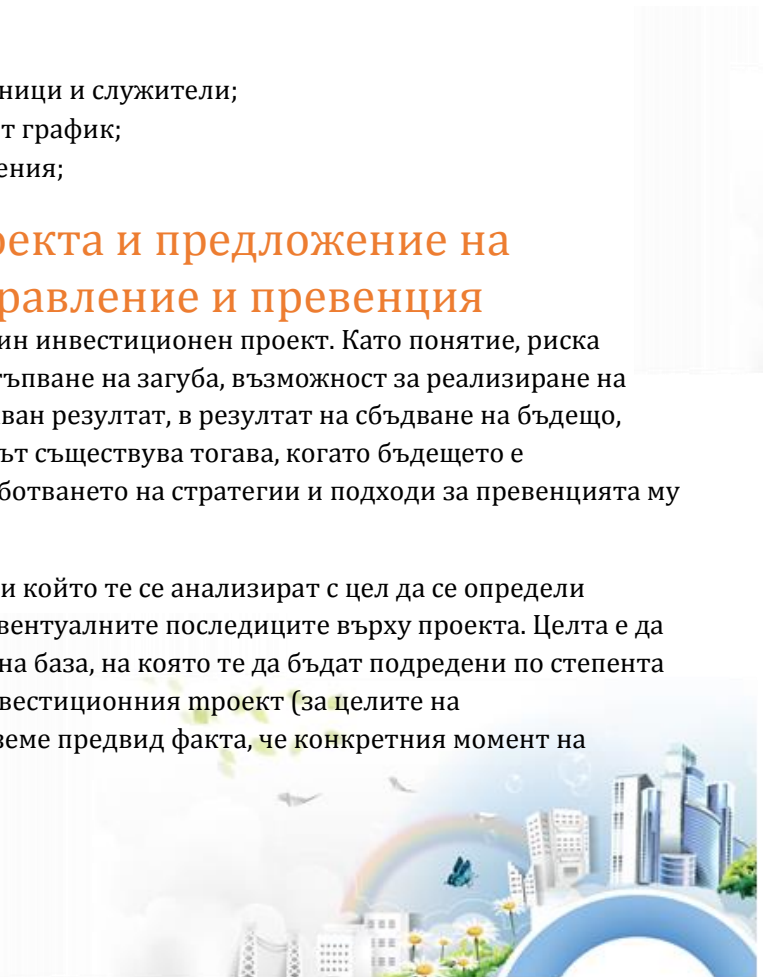 ници и служители;
т график;
ения;
оекта и предложение на
равление и превенция
ин инвестиционен проект. Като понятие, риска
тъпване на загуба, възможност за реализиране на
аван резултат, в резултат на сбъдване на бъдещо,
ът съществува тогава, когато бъдещето е
ботването на стратегии и подходи за превенцията му
и който те се анализират с цел да се определи
вентуалните последиците върху проекта. Целта е да
на база, на която те да бъдат подредени по степента
вестиционния mроект (за целите на
земе предвид факта, че конкретния момент на